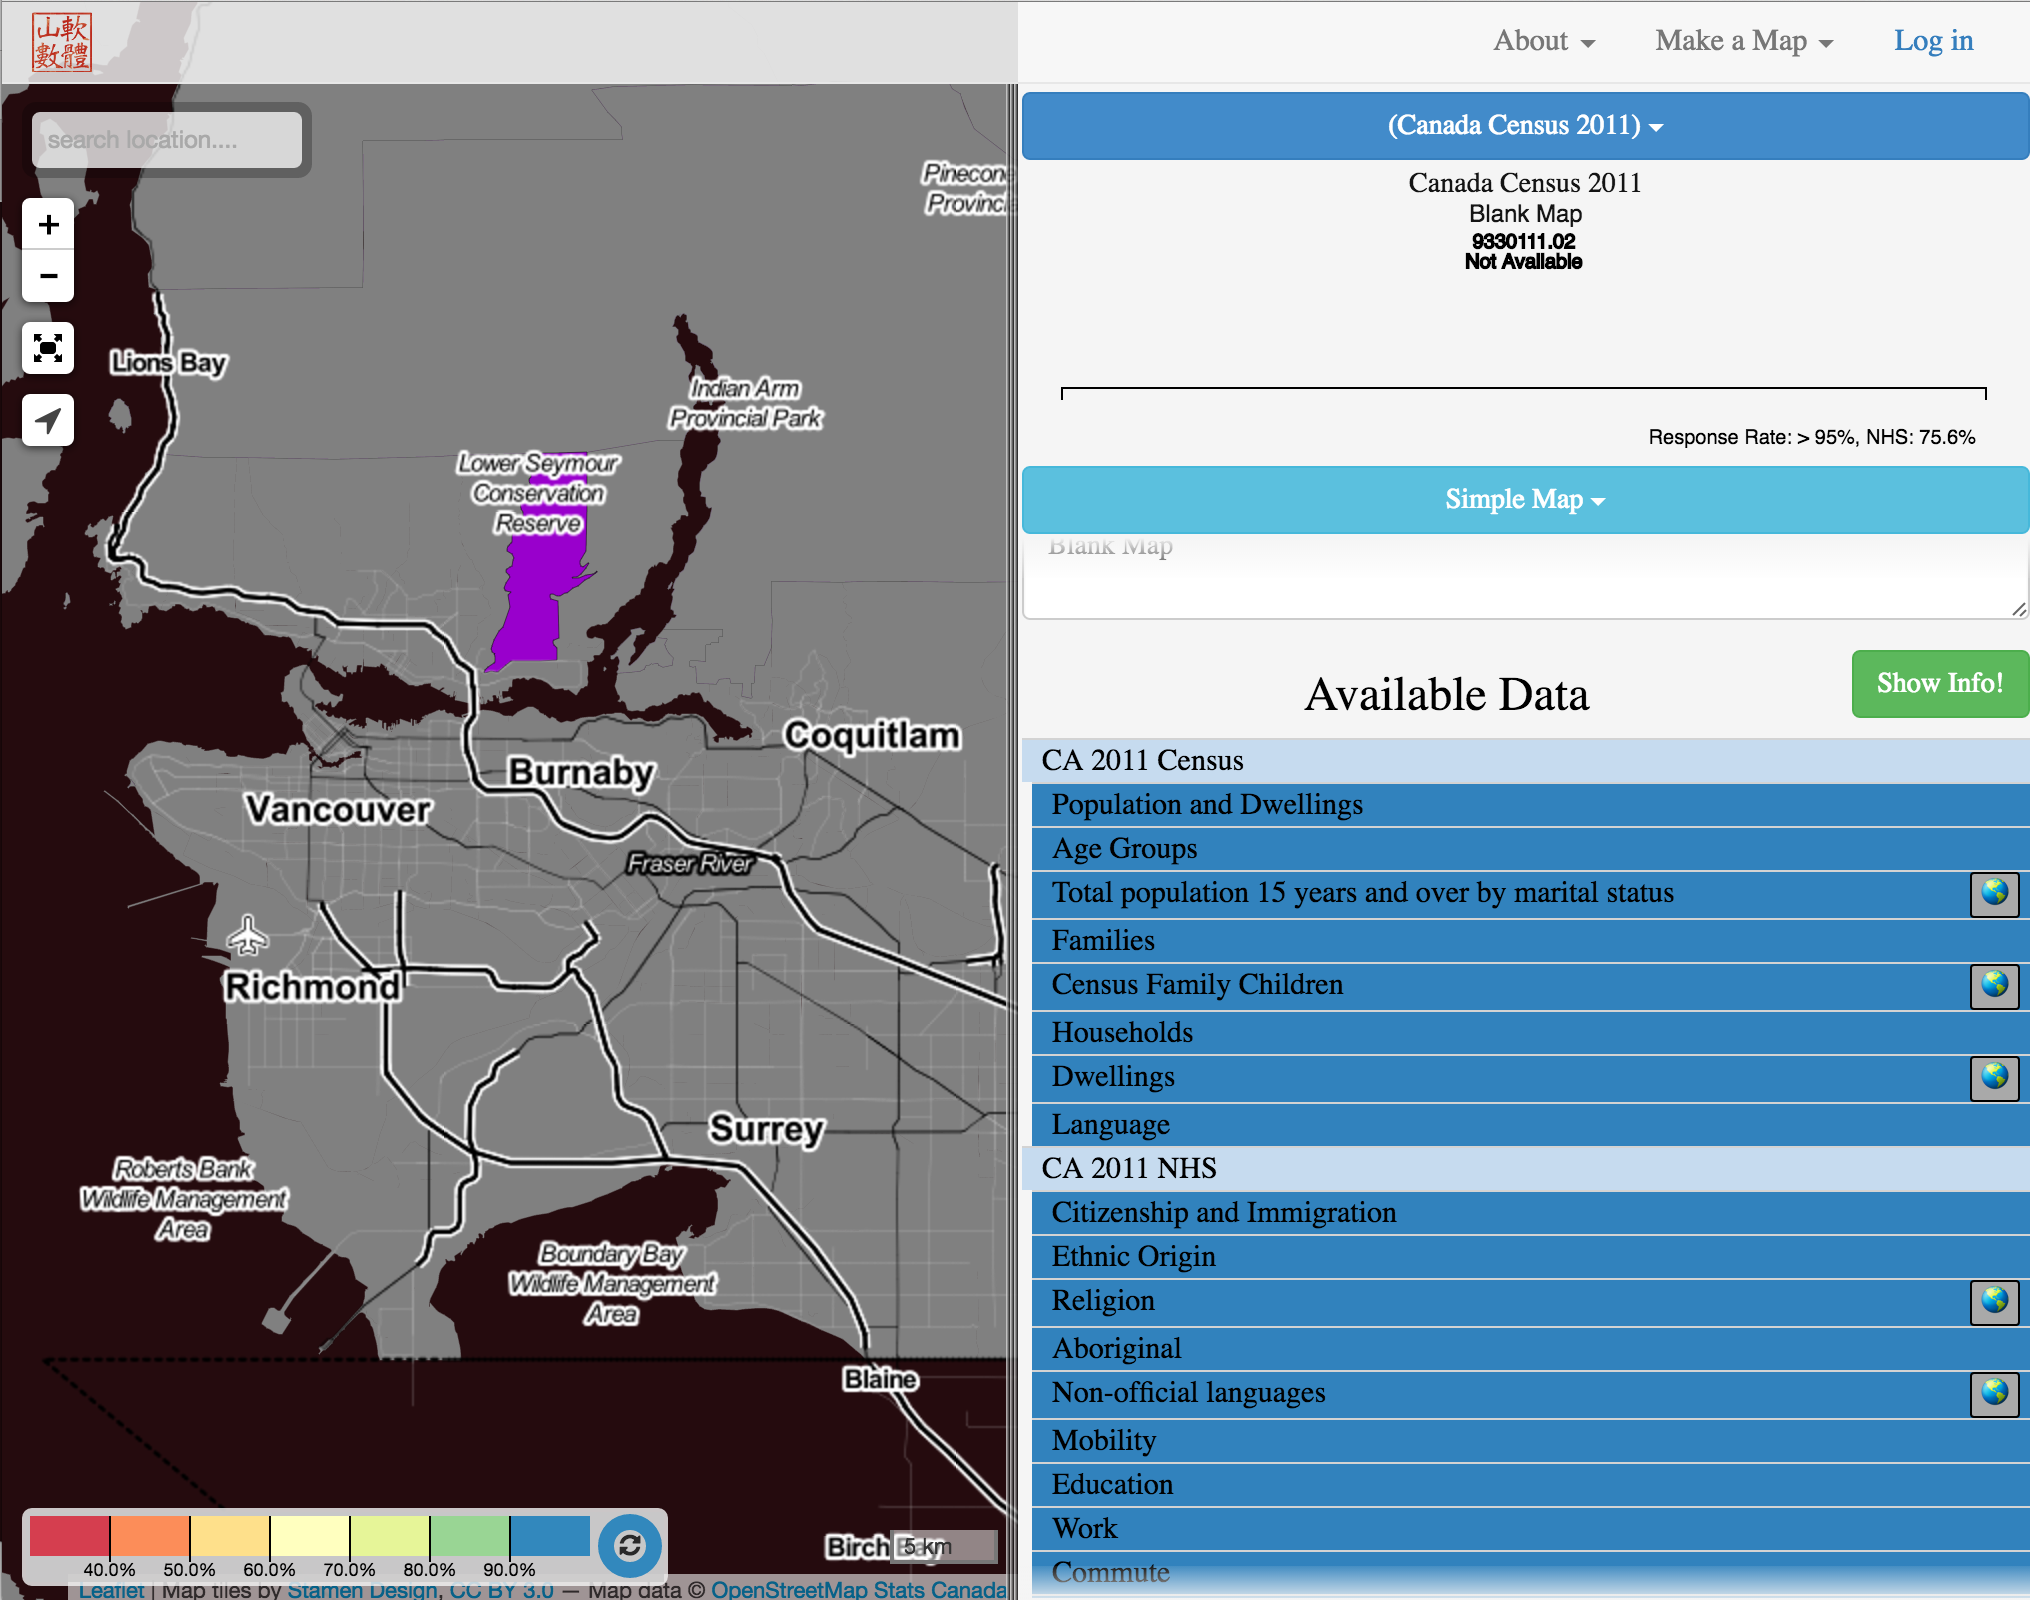 山軟
數體
About
Make a Map
Log in
search location....
(Canada Census 2011)
Canada Census 2011
Blank Map
9330111.02
Not Available
Response Rate: > 95%, NHS: 75.6%
Simple Map
Blank Map
Available Data
Show Info!
CA 2011 Census
Population and Dwellings
Age Groups
Total population 15 years and over by marital status
Families
Census Family Children
Households
Dwellings
Language
CA 2011 NHS
Citizenship and Immigration
Ethnic Origin
Religion
Aboriginal
Non-official languages
Mobility
Education
Work
Commute
+
−
Pinecone
Provincial
Lions Bay
Indian Arm
Provincial Park
Lower Seymour
Conservation
Reserve
Coquitlam
Burnaby
Vancouver
Fraser River
Richmond
Surrey
Roberts Bank
Wildlife Management
Area
Boundary Bay
Wildlife Management
Area
Blaine
Birch Bay
5 km
40.0% 50.0% 60.0% 70.0% 80.0% 90.0%
Leaflet | Map tiles by Stamen Design, CC BY 3.0 — Map data © OpenStreetMap Stats Canada